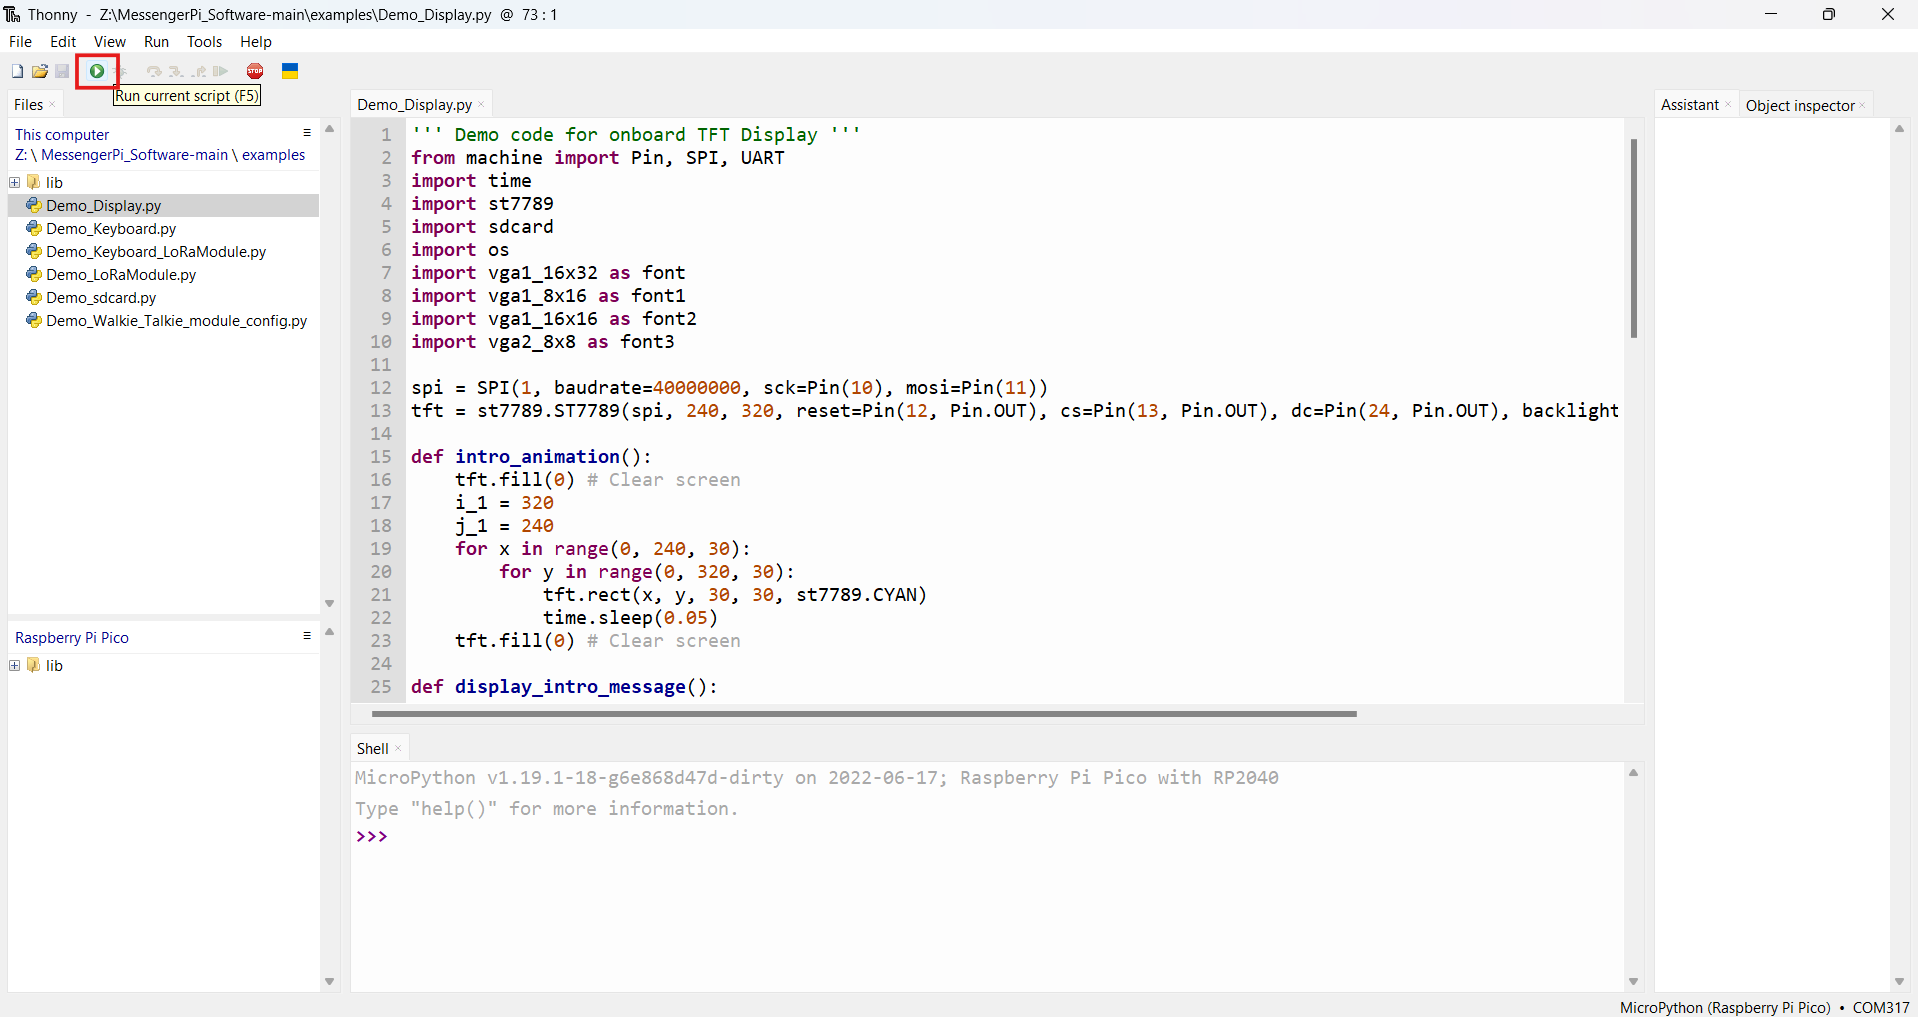 Thonny - Z:\MessengerPi_Software-main\examples\Demo_Display.py @ 73 : 1
File Edit View Run Tools Help
STOP
Run current script (F5)
Files
This computer
Z: \ MessengerPi_Software-main \ examples
lib
Demo_Display.py
Demo_Keyboard.py
Demo_Keyboard_LoRaModule.py
Demo_LoRaModule.py
Demo_sdcard.py
Demo_Walkie_Talkie_module_config.py
Raspberry Pi Pico
lib
Demo_Display.py
1 ''' Demo code for onboard TFT Display '''
2 from machine import Pin, SPI, UART
3 import time
4 import st7789
5 import sdcard
6 import os
7 import vga1_16x32 as font
8 import vga1_8x16 as font1
9 import vga1_16x16 as font2
10 import vga2_8x8 as font3
11
12 spi = SPI(1, baudrate=40000000, sck=Pin(10), mosi=Pin(11))
13 tft = st7789.ST7789(spi, 240, 320, reset=Pin(12, Pin.OUT), cs=Pin(13, Pin.OUT), dc=Pin(24, Pin.OUT), backlight
14
15 def intro_animation():
16     tft.fill(0) # Clear screen
17     i_1 = 320
18     j_1 = 240
19     for x in range(0, 240, 30):
20         for y in range(0, 320, 30):
21             tft.rect(x, y, 30, 30, st7789.CYAN)
22             time.sleep(0.05)
23     tft.fill(0) # Clear screen
24
25 def display_intro_message():
Shell
MicroPython v1.19.1-18-g6e868d47d-dirty on 2022-06-17; Raspberry Pi Pico with RP2040
Type "help()" for more information.
>>>
Assistant
Object inspector
MicroPython (Raspberry Pi Pico) • COM317